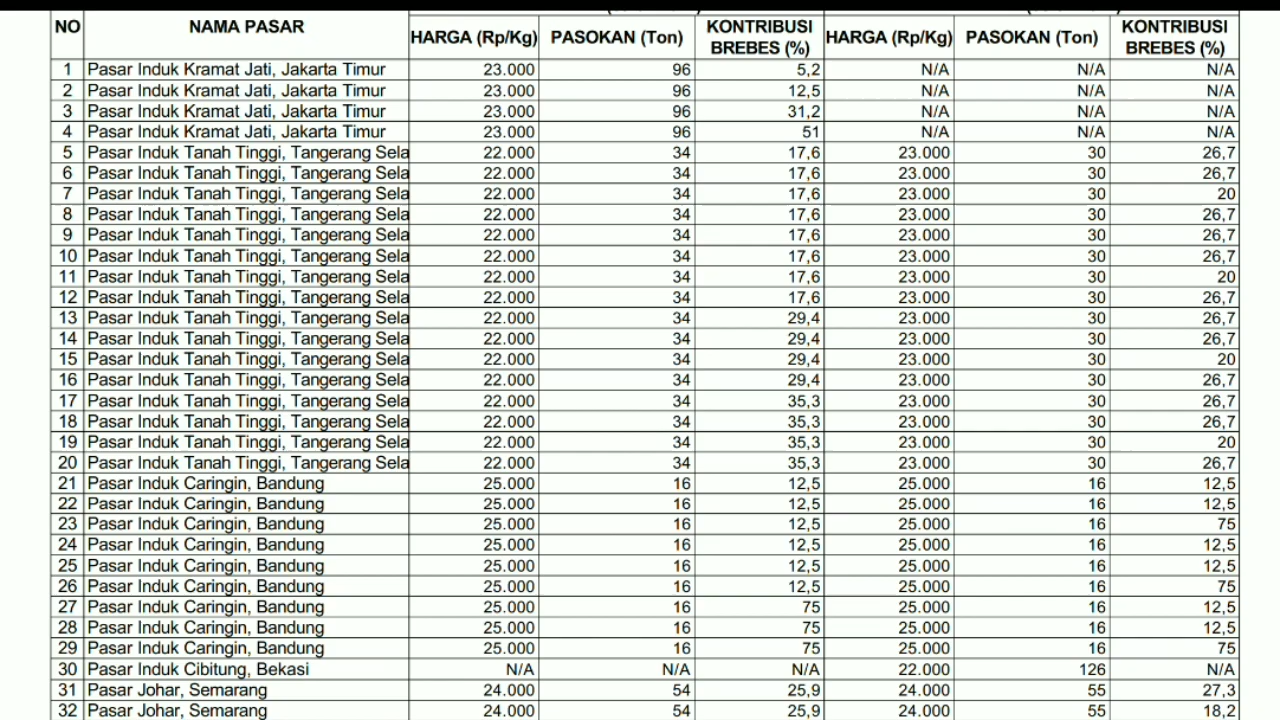 NO NAMA PASAR HARGA (Rp/Kg) PASOKAN (Ton) KONTRIBUSI BREBES (%) HARGA (Rp/Kg) PASOKAN (Ton) KONTRIBUSI BREBES (%)
1 Pasar Induk Kramat Jati, Jakarta Timur 23.000 96 5,2 N/A N/A N/A
2 Pasar Induk Kramat Jati, Jakarta Timur 23.000 96 12,5 N/A N/A N/A
3 Pasar Induk Kramat Jati, Jakarta Timur 23.000 96 31,2 N/A N/A N/A
4 Pasar Induk Kramat Jati, Jakarta Timur 23.000 96 51 N/A N/A N/A
5 Pasar Induk Tanah Tinggi, Tangerang Sela 22.000 34 17,6 23.000 30 26,7
6 Pasar Induk Tanah Tinggi, Tangerang Sela 22.000 34 17,6 23.000 30 26,7
7 Pasar Induk Tanah Tinggi, Tangerang Sela 22.000 34 17,6 23.000 30 20
8 Pasar Induk Tanah Tinggi, Tangerang Sela 22.000 34 17,6 23.000 30 26,7
9 Pasar Induk Tanah Tinggi, Tangerang Sela 22.000 34 17,6 23.000 30 26,7
10 Pasar Induk Tanah Tinggi, Tangerang Sela 22.000 34 17,6 23.000 30 26,7
11 Pasar Induk Tanah Tinggi, Tangerang Sela 22.000 34 17,6 23.000 30 20
12 Pasar Induk Tanah Tinggi, Tangerang Sela 22.000 34 17,6 23.000 30 26,7
13 Pasar Induk Tanah Tinggi, Tangerang Sela 22.000 34 29,4 23.000 30 26,7
14 Pasar Induk Tanah Tinggi, Tangerang Sela 22.000 34 29,4 23.000 30 26,7
15 Pasar Induk Tanah Tinggi, Tangerang Sela 22.000 34 29,4 23.000 30 20
16 Pasar Induk Tanah Tinggi, Tangerang Sela 22.000 34 29,4 23.000 30 26,7
17 Pasar Induk Tanah Tinggi, Tangerang Sela 22.000 34 35,3 23.000 30 26,7
18 Pasar Induk Tanah Tinggi, Tangerang Sela 22.000 34 35,3 23.000 30 26,7
19 Pasar Induk Tanah Tinggi, Tangerang Sela 22.000 34 35,3 23.000 30 20
20 Pasar Induk Tanah Tinggi, Tangerang Sela 22.000 34 35,3 23.000 30 26,7
21 Pasar Induk Caringin, Bandung 25.000 16 12,5 25.000 16 12,5
22 Pasar Induk Caringin, Bandung 25.000 16 12,5 25.000 16 12,5
23 Pasar Induk Caringin, Bandung 25.000 16 12,5 25.000 16 75
24 Pasar Induk Caringin, Bandung 25.000 16 12,5 25.000 16 12,5
25 Pasar Induk Caringin, Bandung 25.000 16 12,5 25.000 16 12,5
26 Pasar Induk Caringin, Bandung 25.000 16 12,5 25.000 16 75
27 Pasar Induk Caringin, Bandung 25.000 16 75 25.000 16 12,5
28 Pasar Induk Caringin, Bandung 25.000 16 75 25.000 16 12,5
29 Pasar Induk Caringin, Bandung 25.000 16 75 25.000 16 75
30 Pasar Induk Cibitung, Bekasi N/A N/A N/A 22.000 126 N/A
31 Pasar Johar, Semarang 24.000 54 25,9 24.000 55 27,3
32 Pasar Johar, Semarang 24.000 54 25,9 24.000 55 18,2